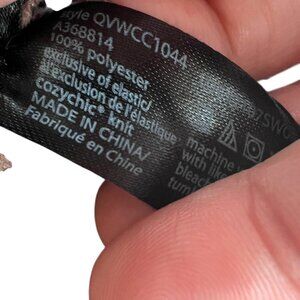 style QVWCC1044
A368814
100% polyester
exclusive of elastic/
à l'exclusion de l'élastique
cozychic® knit
MADE IN CHINA/
Fabriqué en Chine
machine
with like
bleach
tum